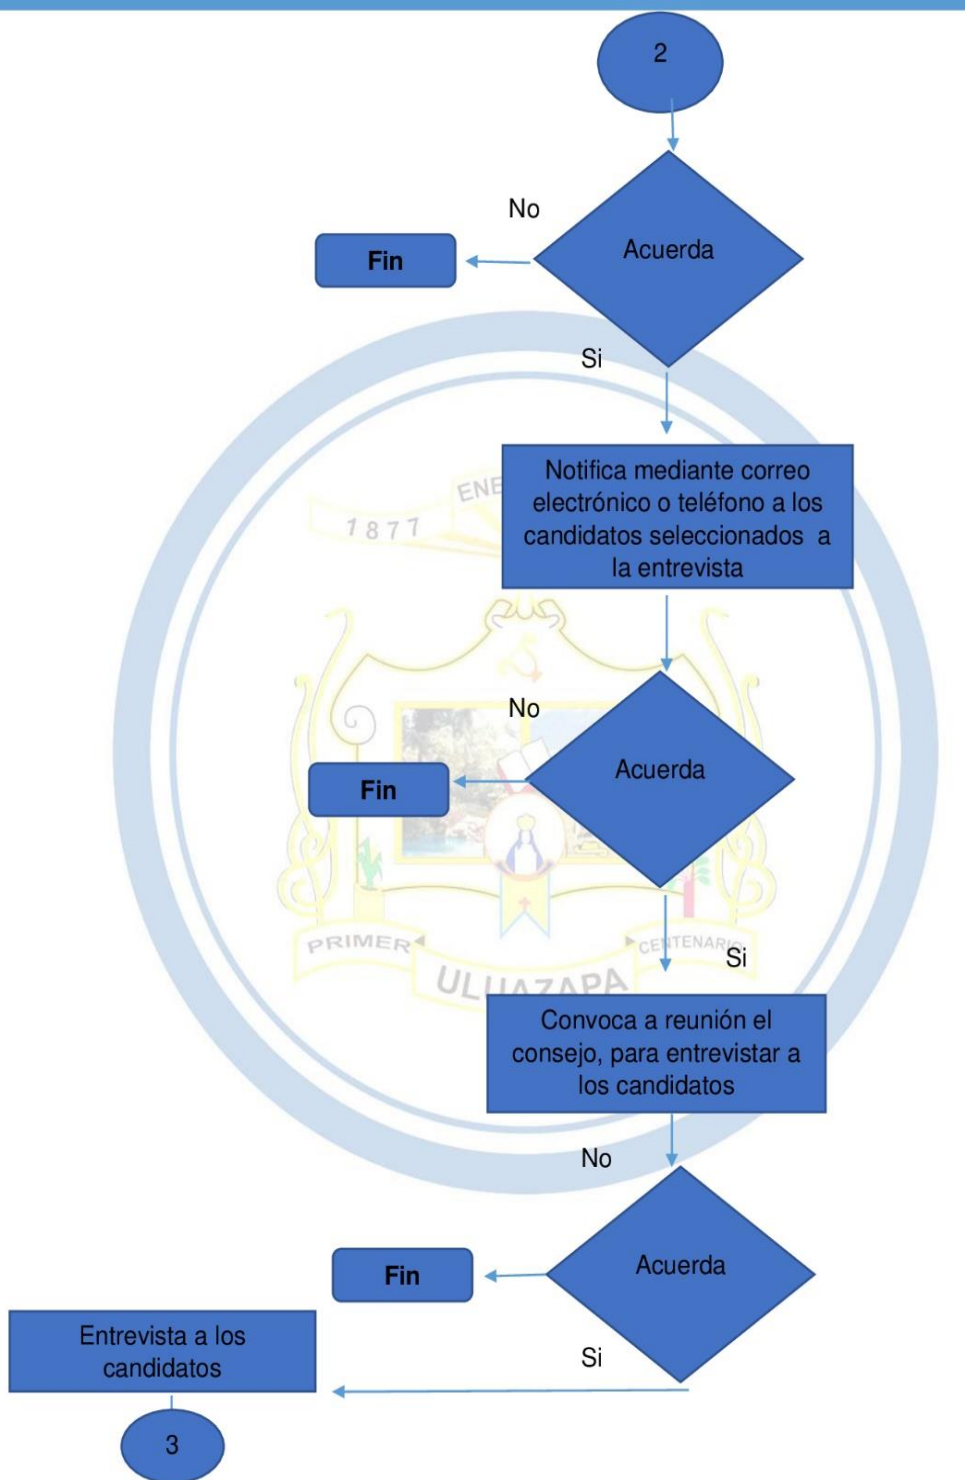 2
No
Acuerda
Fin
Si
Notifica mediante correo
electrónico o teléfono a los
candidatos seleccionados a
la entrevista
1877
No
Acuerda
Fin
PRIMER
CENTENARIO
Si
ULUAZAPA
Convoca a reunión el
consejo, para entrevistar a
los candidatos
No
Acuerda
Fin
Entrevista a los
candidatos
Si
3